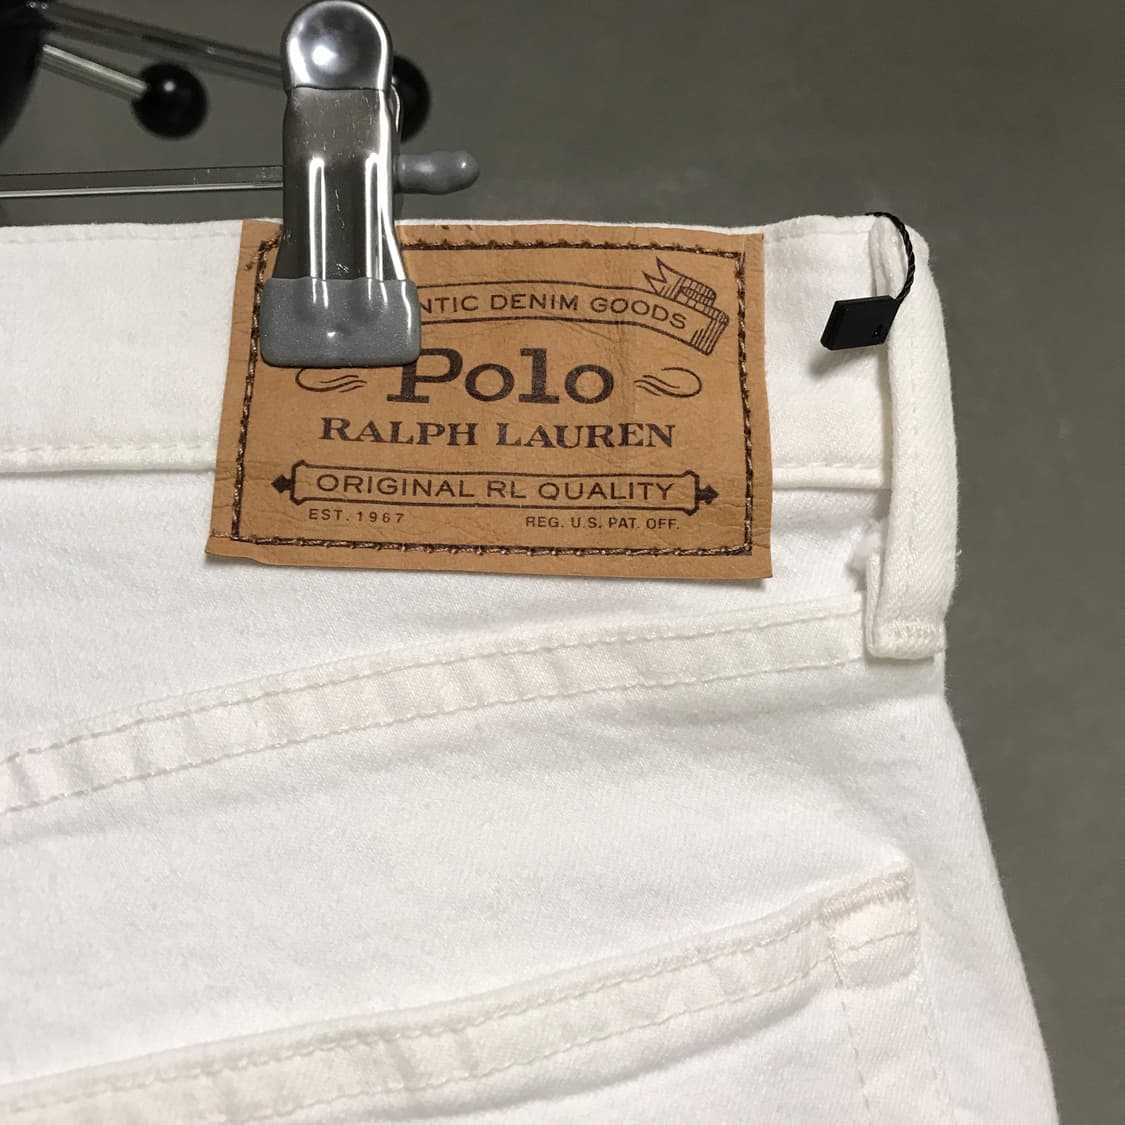 NTIC DENIM GOODS
Polo
RALPH LAUREN
ORIGINAL RL QUALITY
EST. 1967 REG. U.S. PAT. OFF.